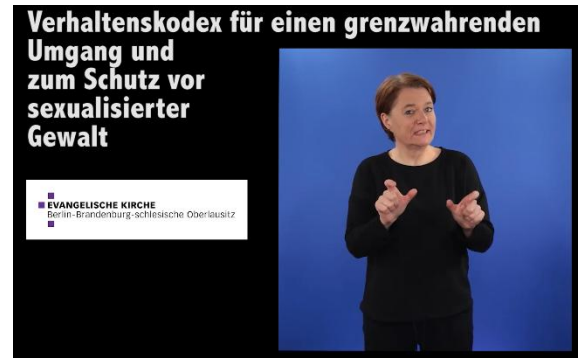 Verhaltenskodex für einen grenzwahrenden
Umgang und
zum Schutz vor
sexualisierter
Gewalt
EVANGELISCHE KIRCHE
Berlin-Brandenburg-schlesische Oberlausitz